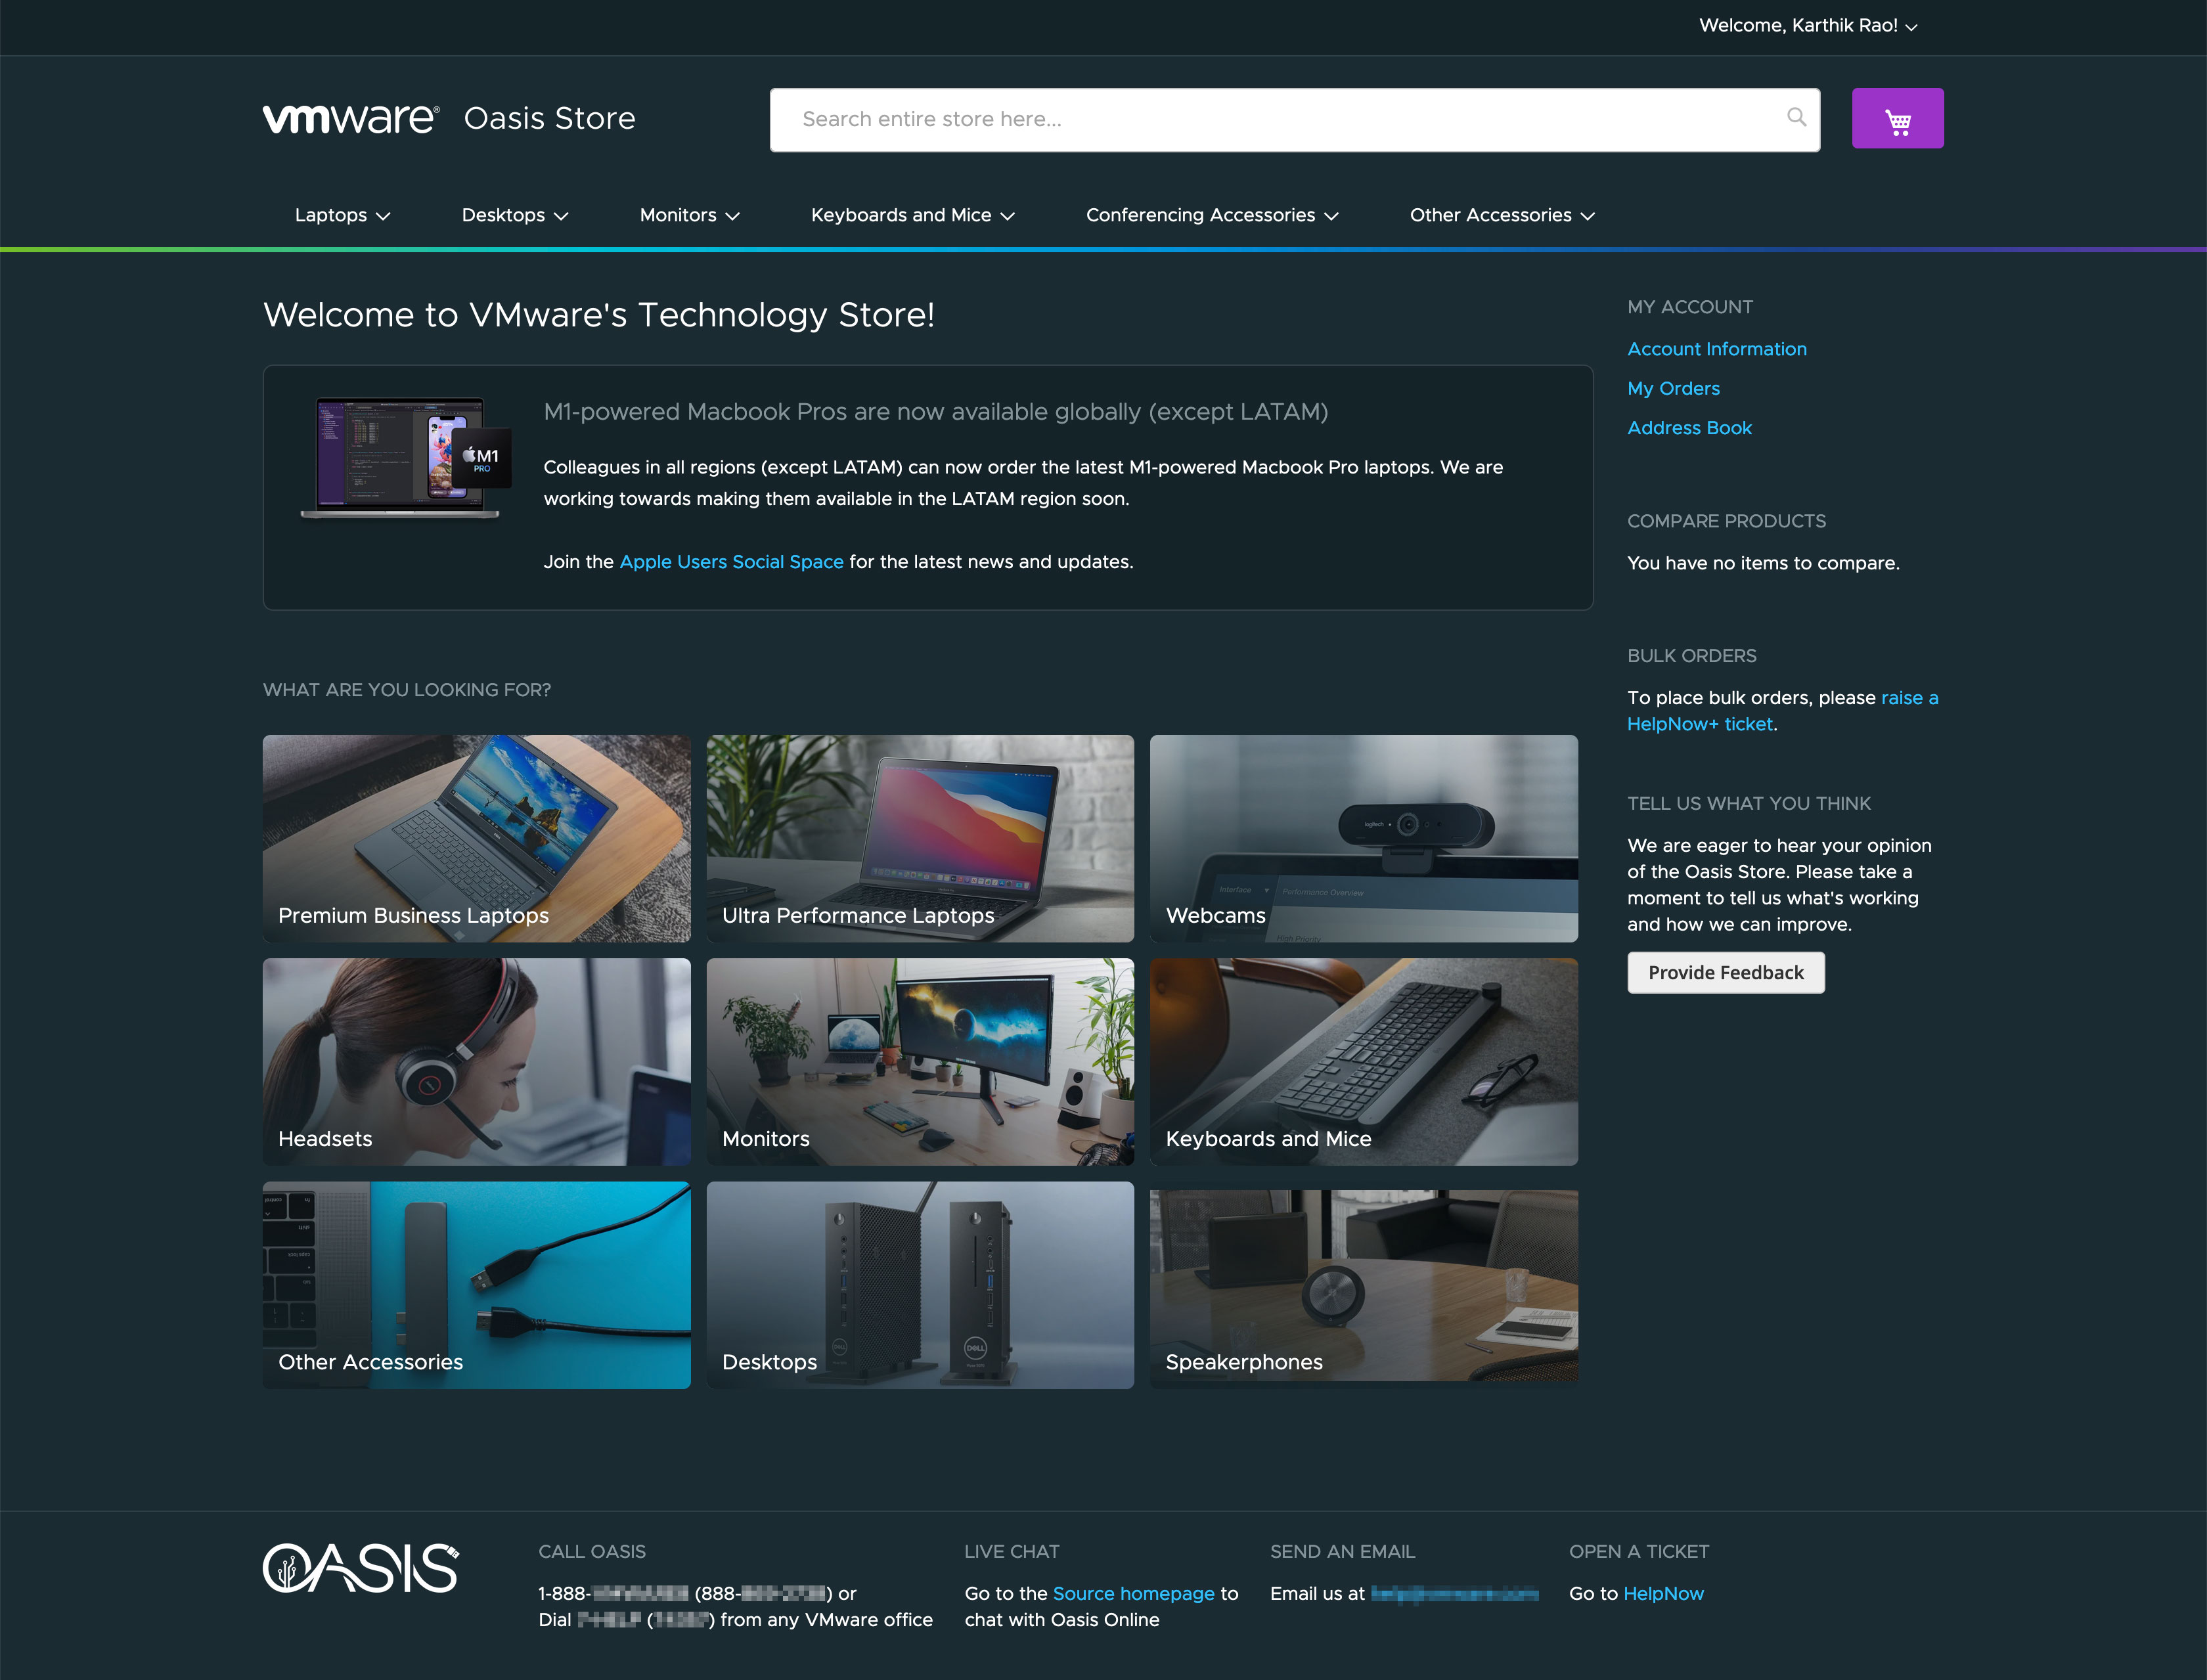 Welcome, Karthik Rao!
vmware® Oasis Store
Search entire store here...
Laptops
Desktops
Monitors
Keyboards and Mice
Conferencing Accessories
Other Accessories
Welcome to VMware's Technology Store!
M1
PRO
M1-powered Macbook Pros are now available globally (except LATAM)
Colleagues in all regions (except LATAM) can now order the latest M1-powered Macbook Pro laptops. We are
working towards making them available in the LATAM region soon.
Join the Apple Users Social Space for the latest news and updates.
WHAT ARE YOU LOOKING FOR?
Premium Business Laptops
Ultra Performance Laptops
logitech
Interface
Performance Overview
High Priority
Webcams
Headsets
Monitors
Keyboards and Mice
Other Accessories
DELL
DELL
Desktops
Speakerphones
MY ACCOUNT
Account Information
My Orders
Address Book
COMPARE PRODUCTS
You have no items to compare.
BULK ORDERS
To place bulk orders, please raise a
HelpNow+ ticket.
TELL US WHAT YOU THINK
We are eager to hear your opinion
of the Oasis Store. Please take a
moment to tell us what's working
and how we can improve.
Provide Feedback
OASIS
CALL OASIS
1-888- (888- ) or
Dial ( ) from any VMware office
LIVE CHAT
Go to the Source homepage to
chat with Oasis Online
SEND AN EMAIL
Email us at
OPEN A TICKET
Go to HelpNow